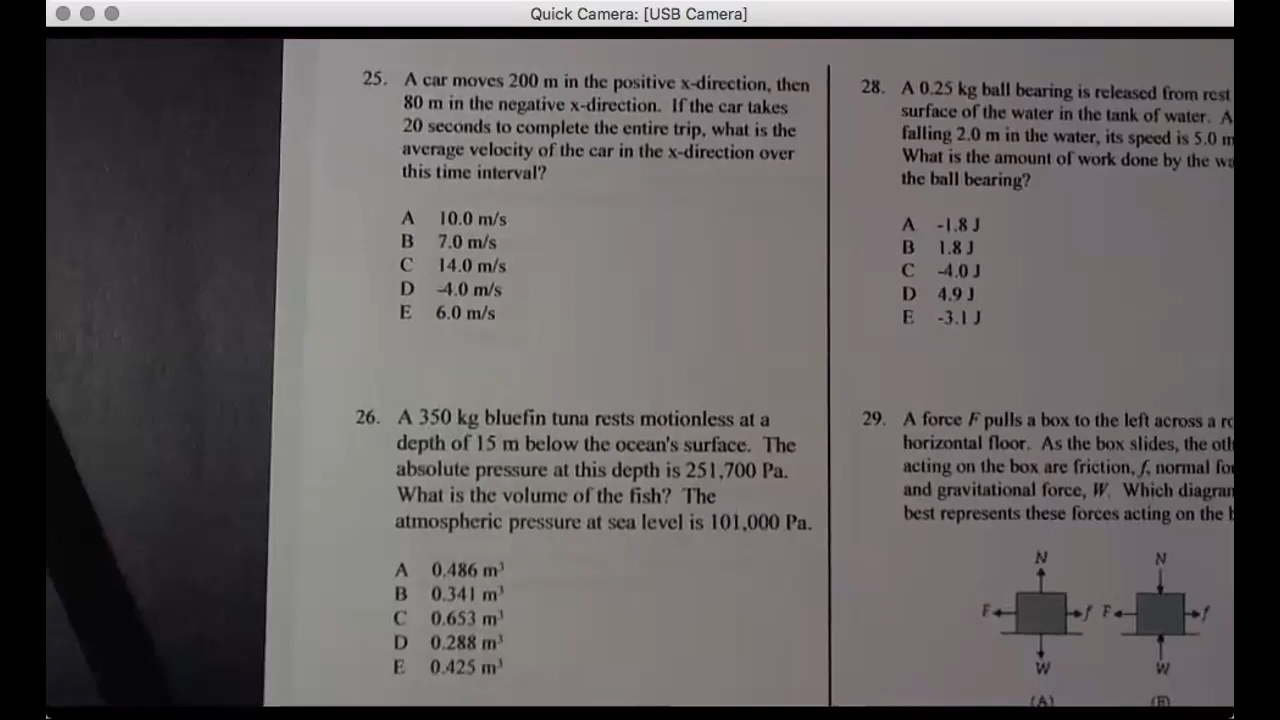 Quick Camera: [USB Camera]
25. A car moves 200 m in the positive x-direction, then
80 m in the negative x-direction. If the car takes
20 seconds to complete the entire trip, what is the
average velocity of the car in the x-direction over
this time interval?
A 10.0 m/s
B 7.0 m/s
C 14.0 m/s
D -4.0 m/s
E 6.0 m/s
26. A 350 kg bluefin tuna rests motionless at a
depth of 15 m below the ocean's surface. The
absolute pressure at this depth is 251,700 Pa.
What is the volume of the fish? The
atmospheric pressure at sea level is 101,000 Pa.
A 0.486 m³
B 0.341 m³
C 0.653 m³
D 0.288 m³
E 0.425 m³
28. A 0.25 kg ball bearing is released from rest
surface of the water in the tank of water. A
falling 2.0 m in the water, its speed is 5.0 m
What is the amount of work done by the
the ball bearing?
A -1.8 J
B 1.8 J
C -4.0 J
D 4.9 J
E -3.1 J
29. A force F pulls a box to the left across a
horizontal floor. As the box slides, the
acting on the box are friction, f, normal
and gravitational force, W. Which
best represents these forces acting on the
N N
F f F f
W W
(A) (B)